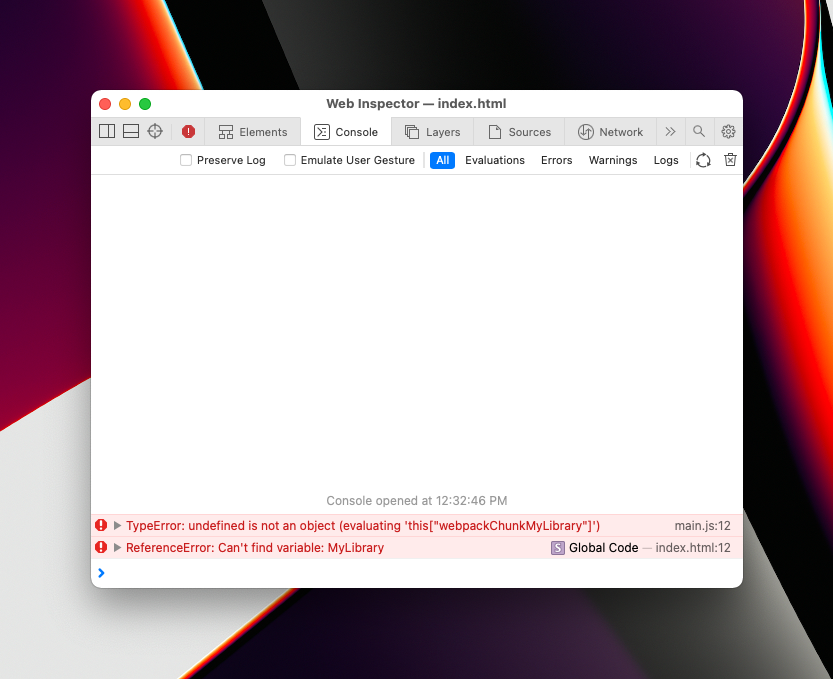 Web Inspector — index.html
Elements Console Layers Sources Network
Preserve Log Emulate User Gesture All Evaluations Errors Warnings Logs
Console opened at 12:32:46 PM
TypeError: undefined is not an object (evaluating 'this["webpackChunkMyLibrary"]') main.js:12
ReferenceError: Can't find variable: MyLibrary S Global Code — index.html:12